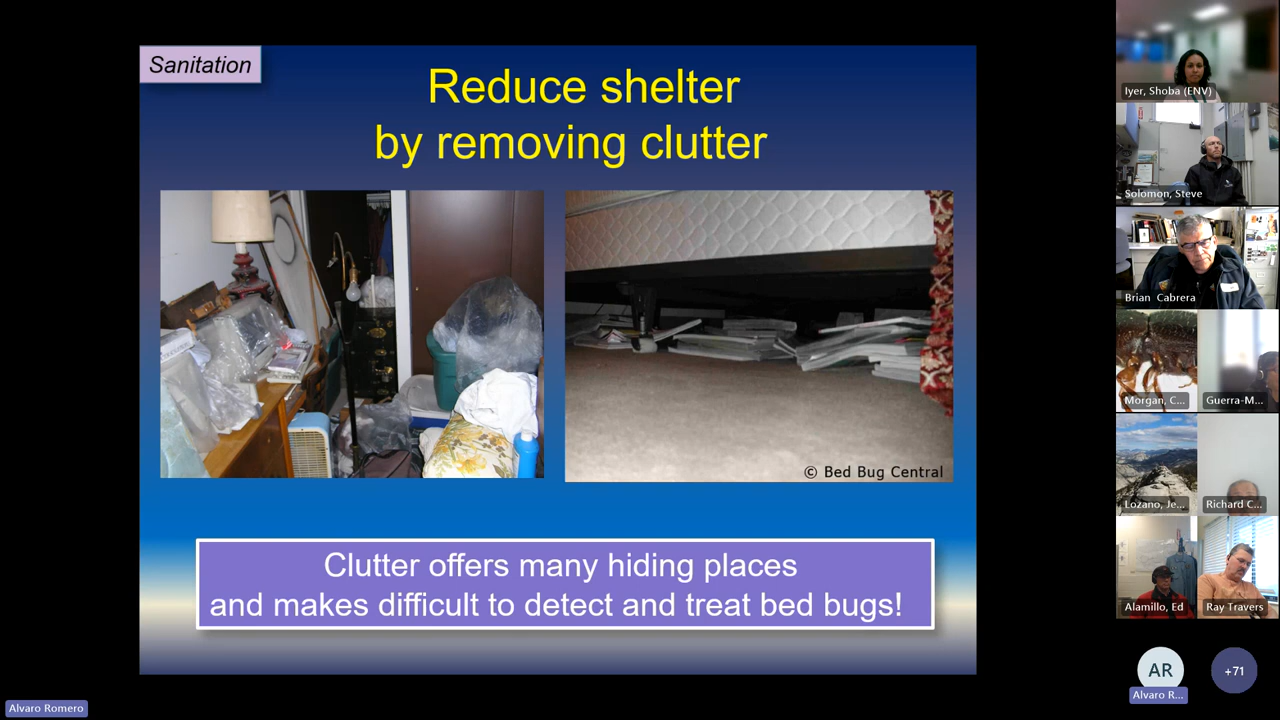 Sanitation
Reduce shelter
by removing clutter
© Bed Bug Central
Clutter offers many hiding places
and makes difficult to detect and treat bed bugs!
Iyer, Shoba (ENV)
Solomon, Steve
Brian Cabrera
Morgan, C...
Guerra-M...
Lozano, Je...
Richard C...
Alamillo, Ed
Ray Travers
AR
Alvaro R...
+71
Alvaro Romero